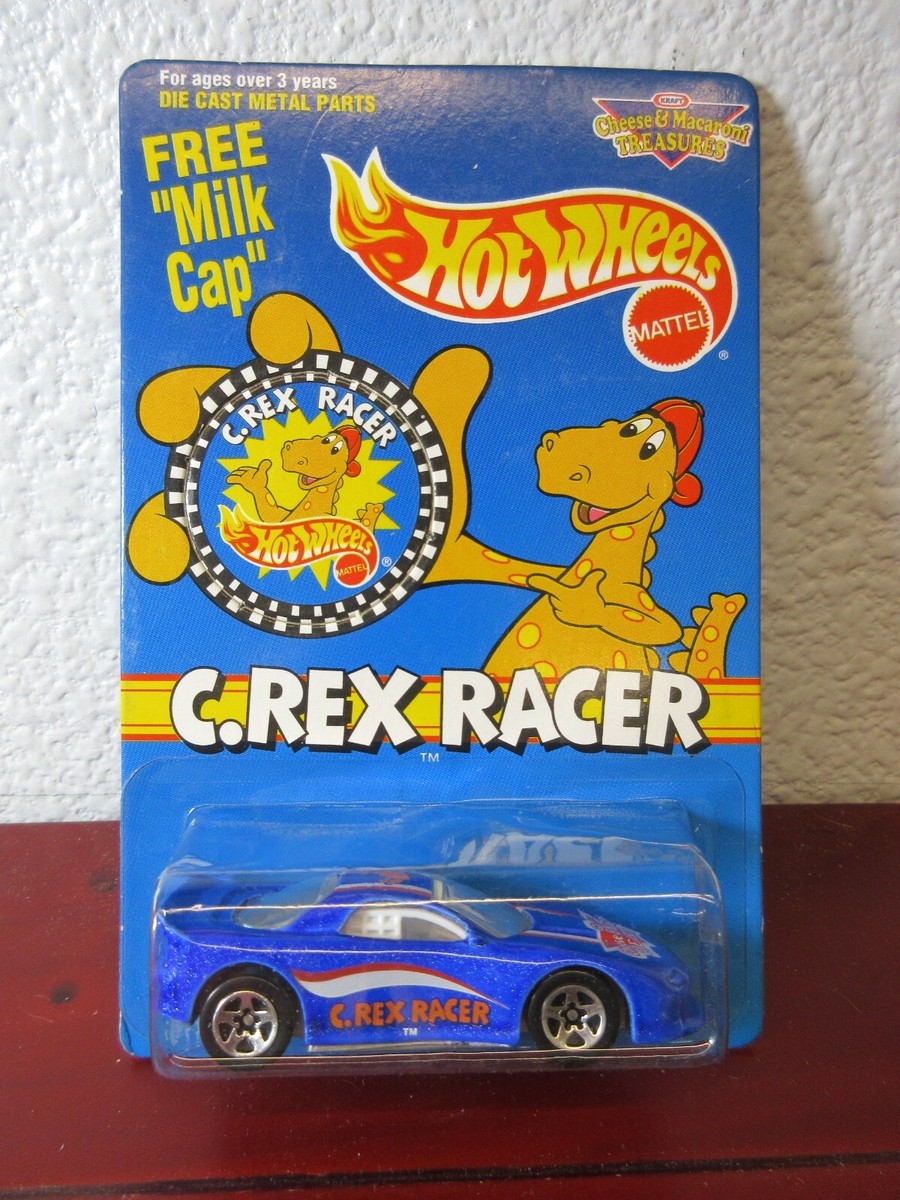 For ages over 3 years
DIE CAST METAL PARTS
FREE
"Milk
Cap"
KRAFT
Cheese & Macaroni
TREASURES
HOT WHEELS
MATTEL
®
C.REX RACER
HOT WHEELS
MATTEL
®
C.REX RACER
TM
C.REX RACER
TM